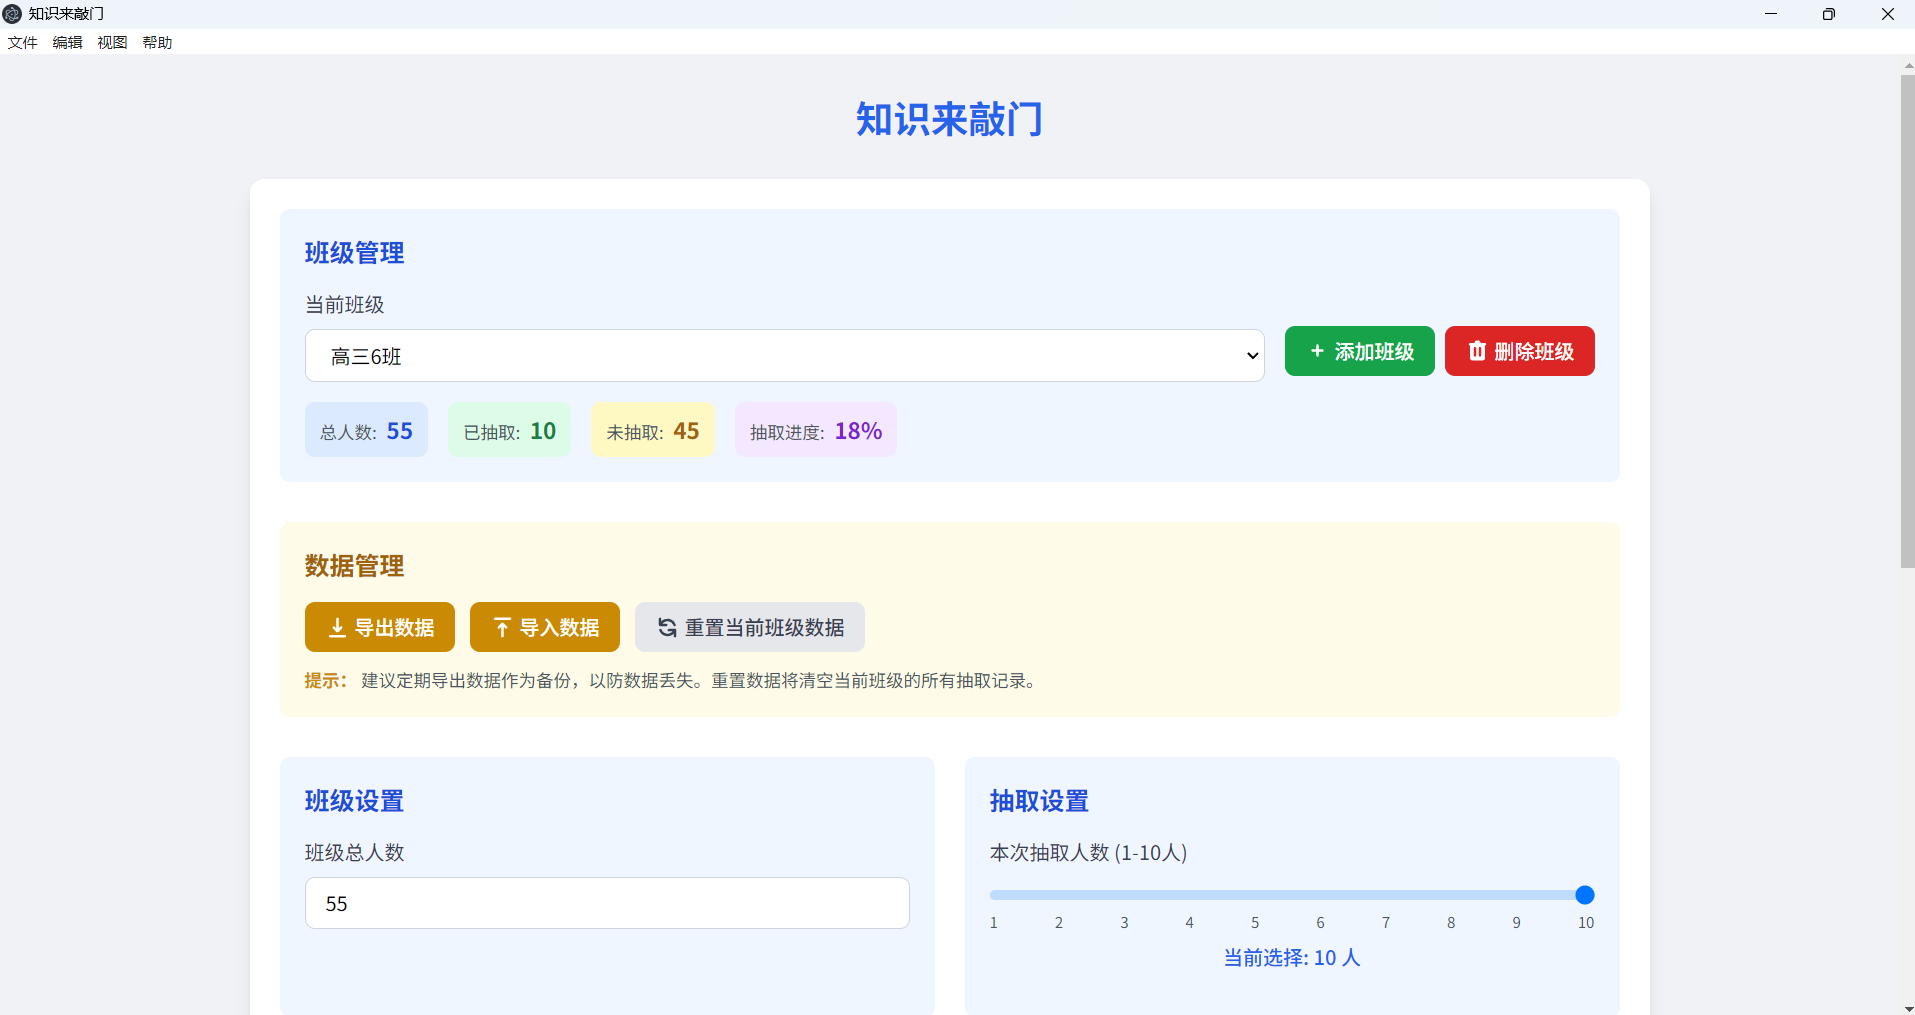 知识来敲门
文件 编辑 视图 帮助
知识来敲门
班级管理
当前班级
高三6班
+ 添加班级 删除班级
总人数: 55 已抽取: 10 未抽取: 45 抽取进度: 18%
数据管理
导出数据 导入数据 重置当前班级数据
提示： 建议定期导出数据作为备份，以防数据丢失。重置数据将清空当前班级的所有抽取记录。
班级设置
班级总人数
55
抽取设置
本次抽取人数 (1-10人)
1 2 3 4 5 6 7 8 9 10
当前选择: 10 人